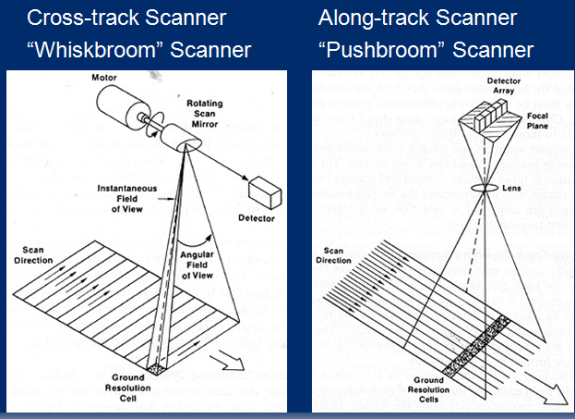 Cross-track Scanner
“Whiskbroom” Scanner
Motor
Rotating
Scan
Mirror
Instantaneous
Field
of View
Detector
Scan
Direction
Angular
Field
of View
Ground
Resolution
Cell
Along-track Scanner
“Pushbroom” Scanner
Detector
Array
Focal
Plane
Lens
Scan
Direction
Ground
Resolution
Cells